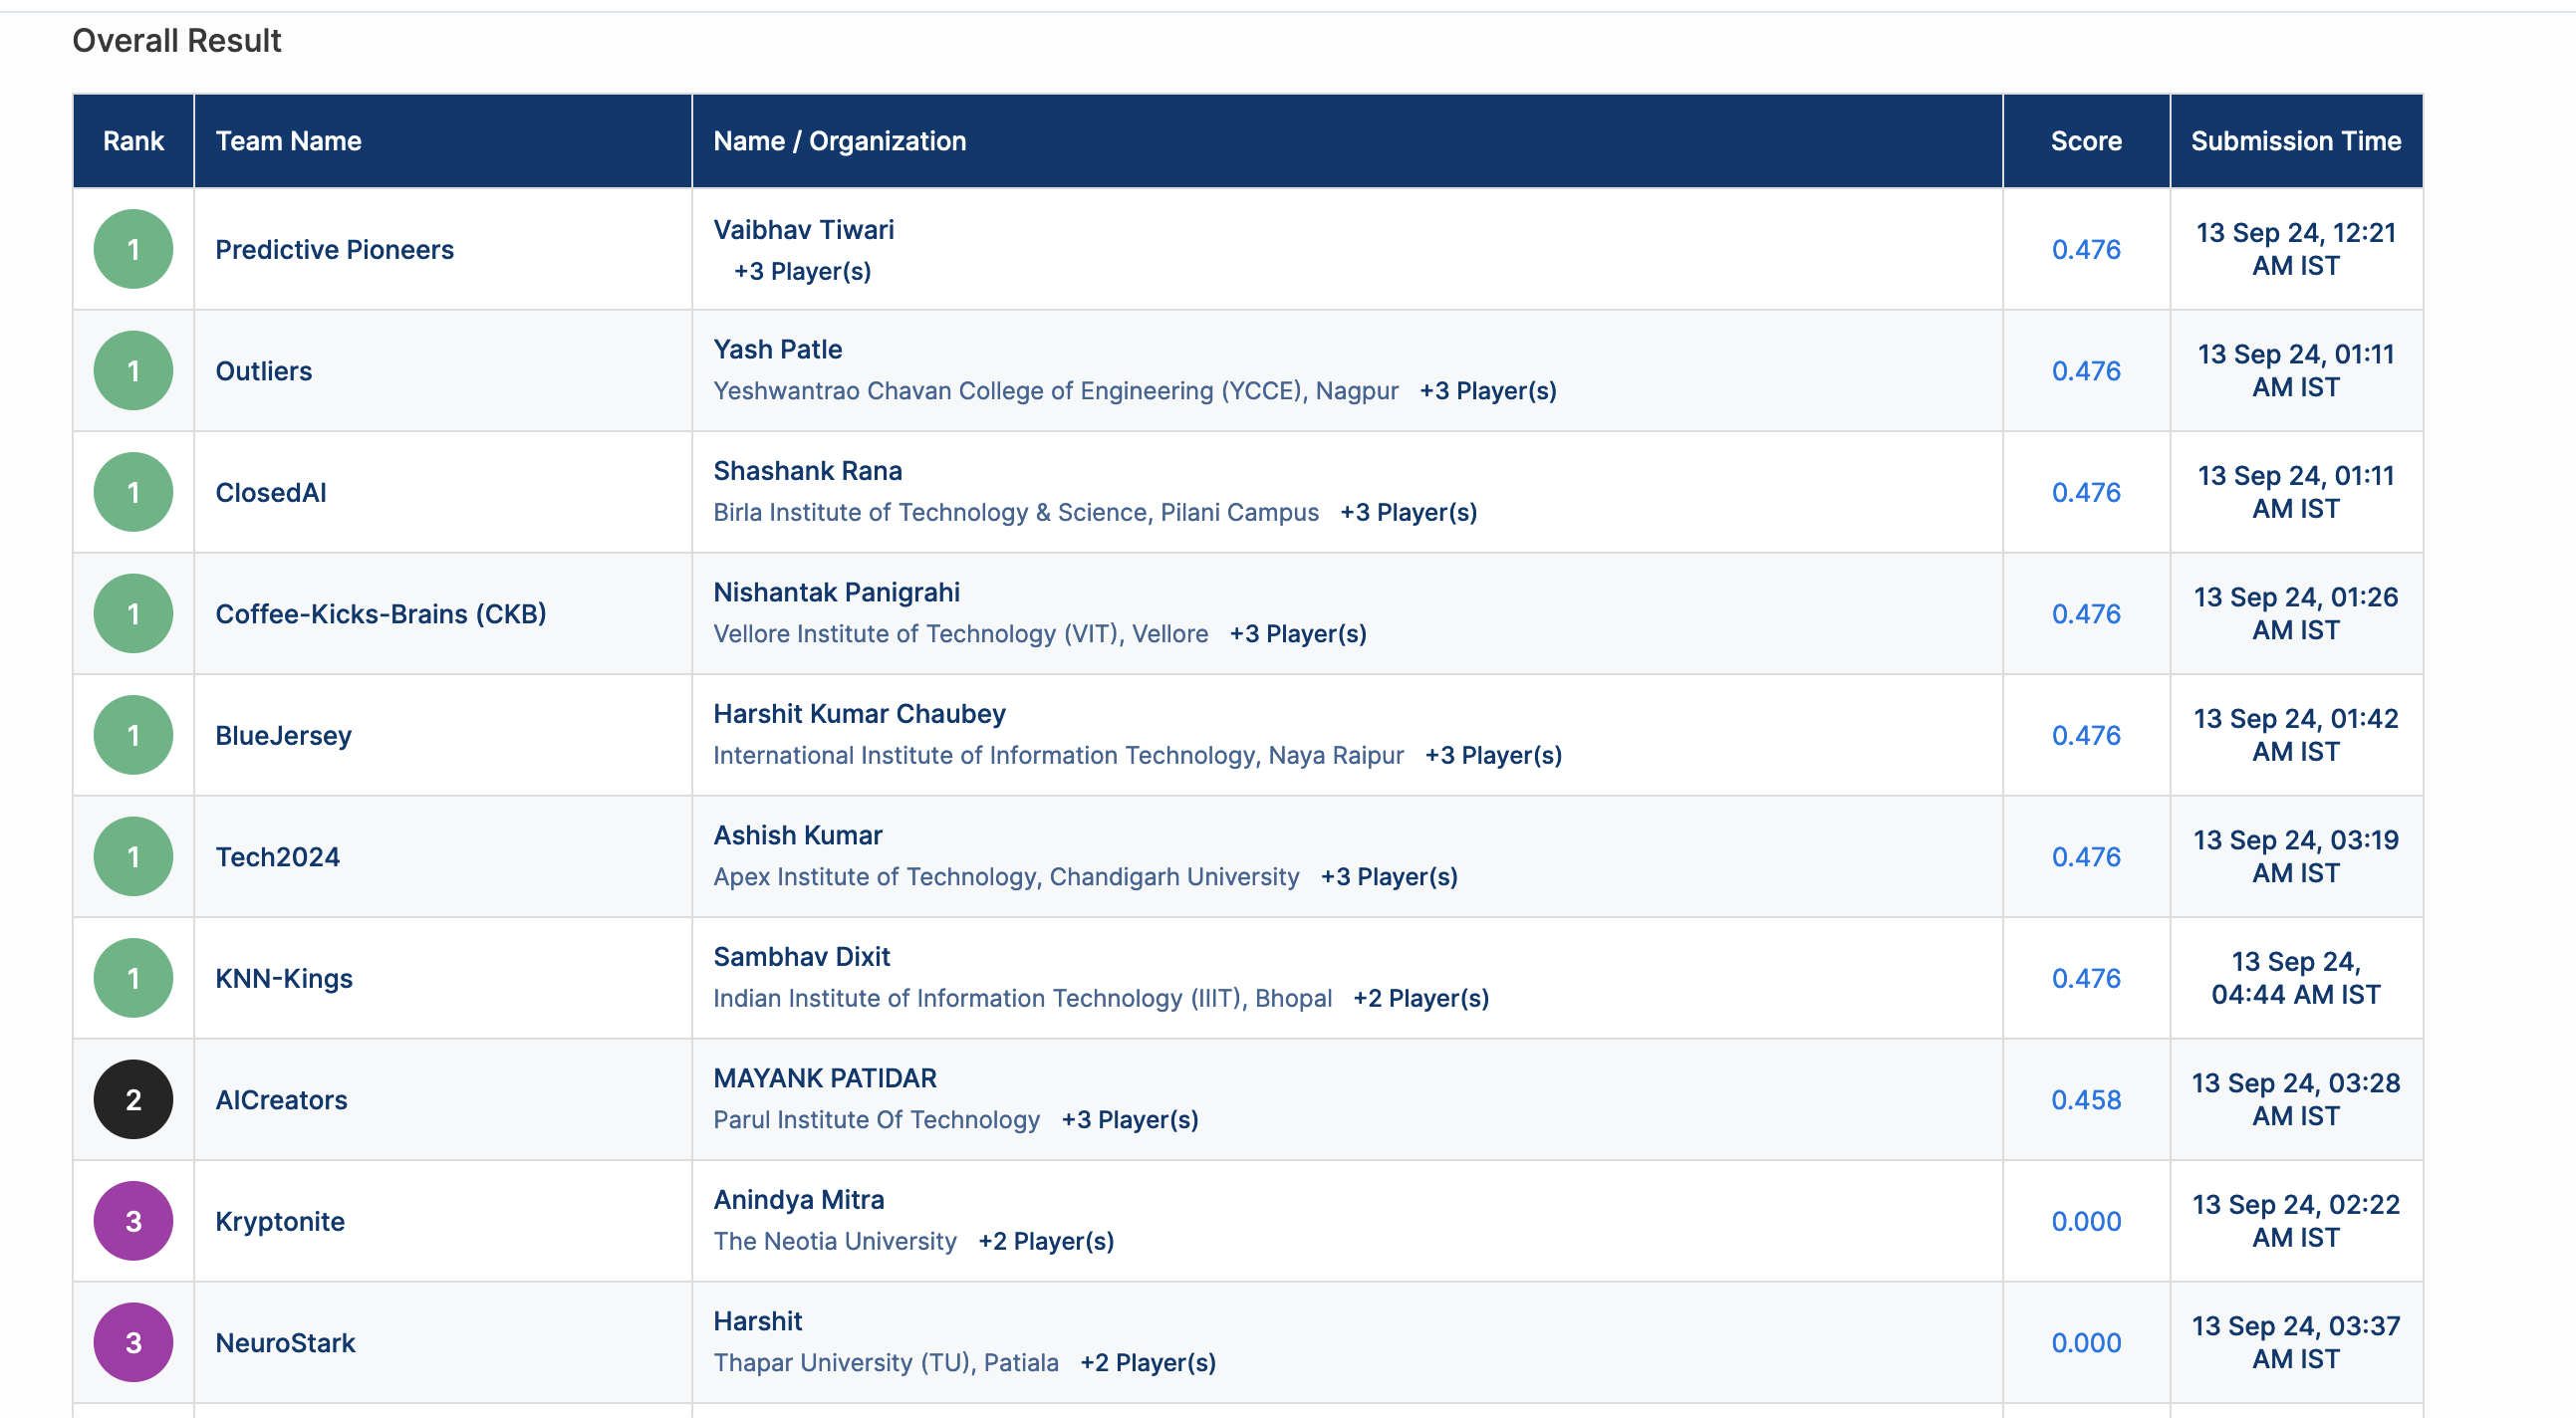 Overall Result
Rank Team Name Name / Organization Score Submission Time
1 Predictive Pioneers Vaibhav Tiwari
+3 Player(s) 0.476 13 Sep 24, 12:21
AM IST
1 Outliers Yash Patle
Yeshwantrao Chavan College of Engineering (YCCE), Nagpur +3 Player(s) 0.476 13 Sep 24, 01:11
AM IST
1 ClosedAI Shashank Rana
Birla Institute of Technology & Science, Pilani Campus +3 Player(s) 0.476 13 Sep 24, 01:11
AM IST
1 Coffee-Kicks-Brains (CKB) Nishantak Panigrahi
Vellore Institute of Technology (VIT), Vellore +3 Player(s) 0.476 13 Sep 24, 01:26
AM IST
1 BlueJersey Harshit Kumar Chaubey
International Institute of Information Technology, Naya Raipur +3 Player(s) 0.476 13 Sep 24, 01:42
AM IST
1 Tech2024 Ashish Kumar
Apex Institute of Technology, Chandigarh University +3 Player(s) 0.476 13 Sep 24, 03:19
AM IST
1 KNN-Kings Sambhav Dixit
Indian Institute of Information Technology (IIIT), Bhopal +2 Player(s) 0.476 13 Sep 24,
04:44 AM IST
2 AICreators MAYANK PATIDAR
Parul Institute Of Technology +3 Player(s) 0.458 13 Sep 24, 03:28
AM IST
3 Kryptonite Anindya Mitra
The Neotia University +2 Player(s) 0.000 13 Sep 24, 02:22
AM IST
3 NeuroStark Harshit
Thapar University (TU), Patiala +2 Player(s) 0.000 13 Sep 24, 03:37
AM IST